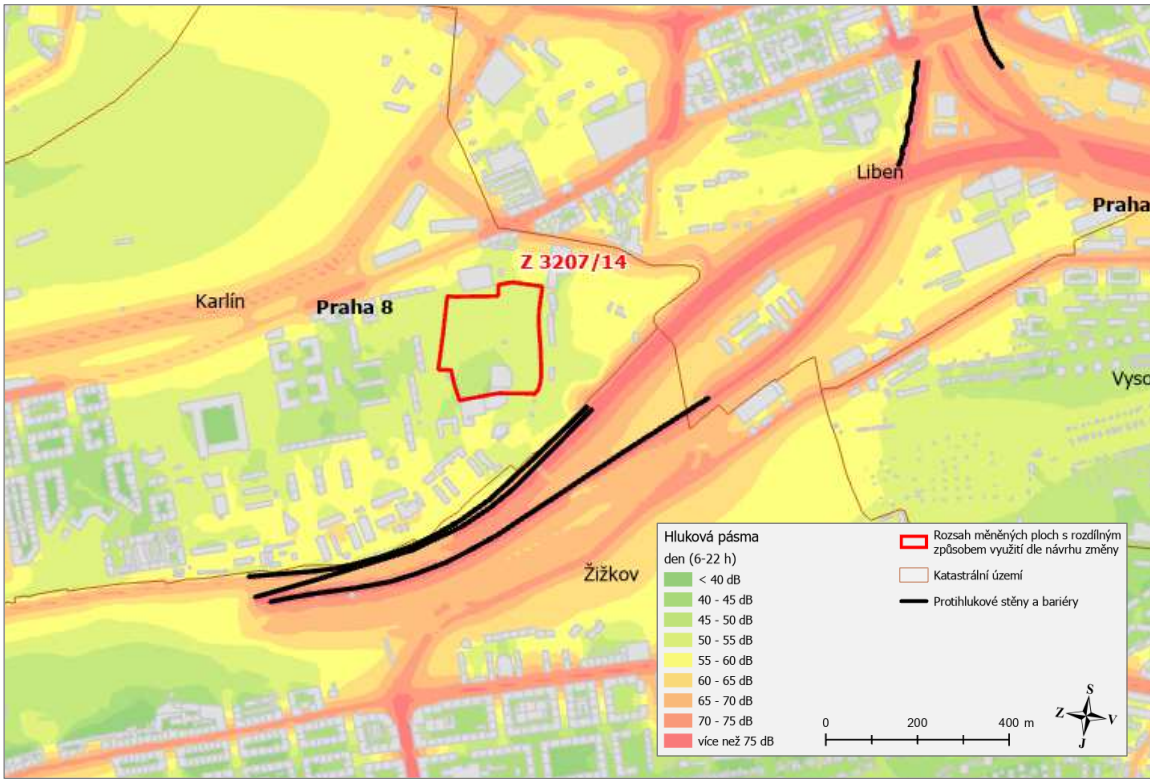 Libeň
Praha
Z 3207/14
Karlín
Praha 8
Vyso
Žižkov
Hluková pásma
den (6-22 h)
< 40 dB
40 - 45 dB
45 - 50 dB
50 - 55 dB
55 - 60 dB
60 - 65 dB
65 - 70 dB
70 - 75 dB
více než 75 dB
Rozsah měněných ploch s rozdílným
způsobem využití dle návrhu změny
Katastrální území
Protihlukové stěny a bariéry
0 200 400 m
S
Z V
J